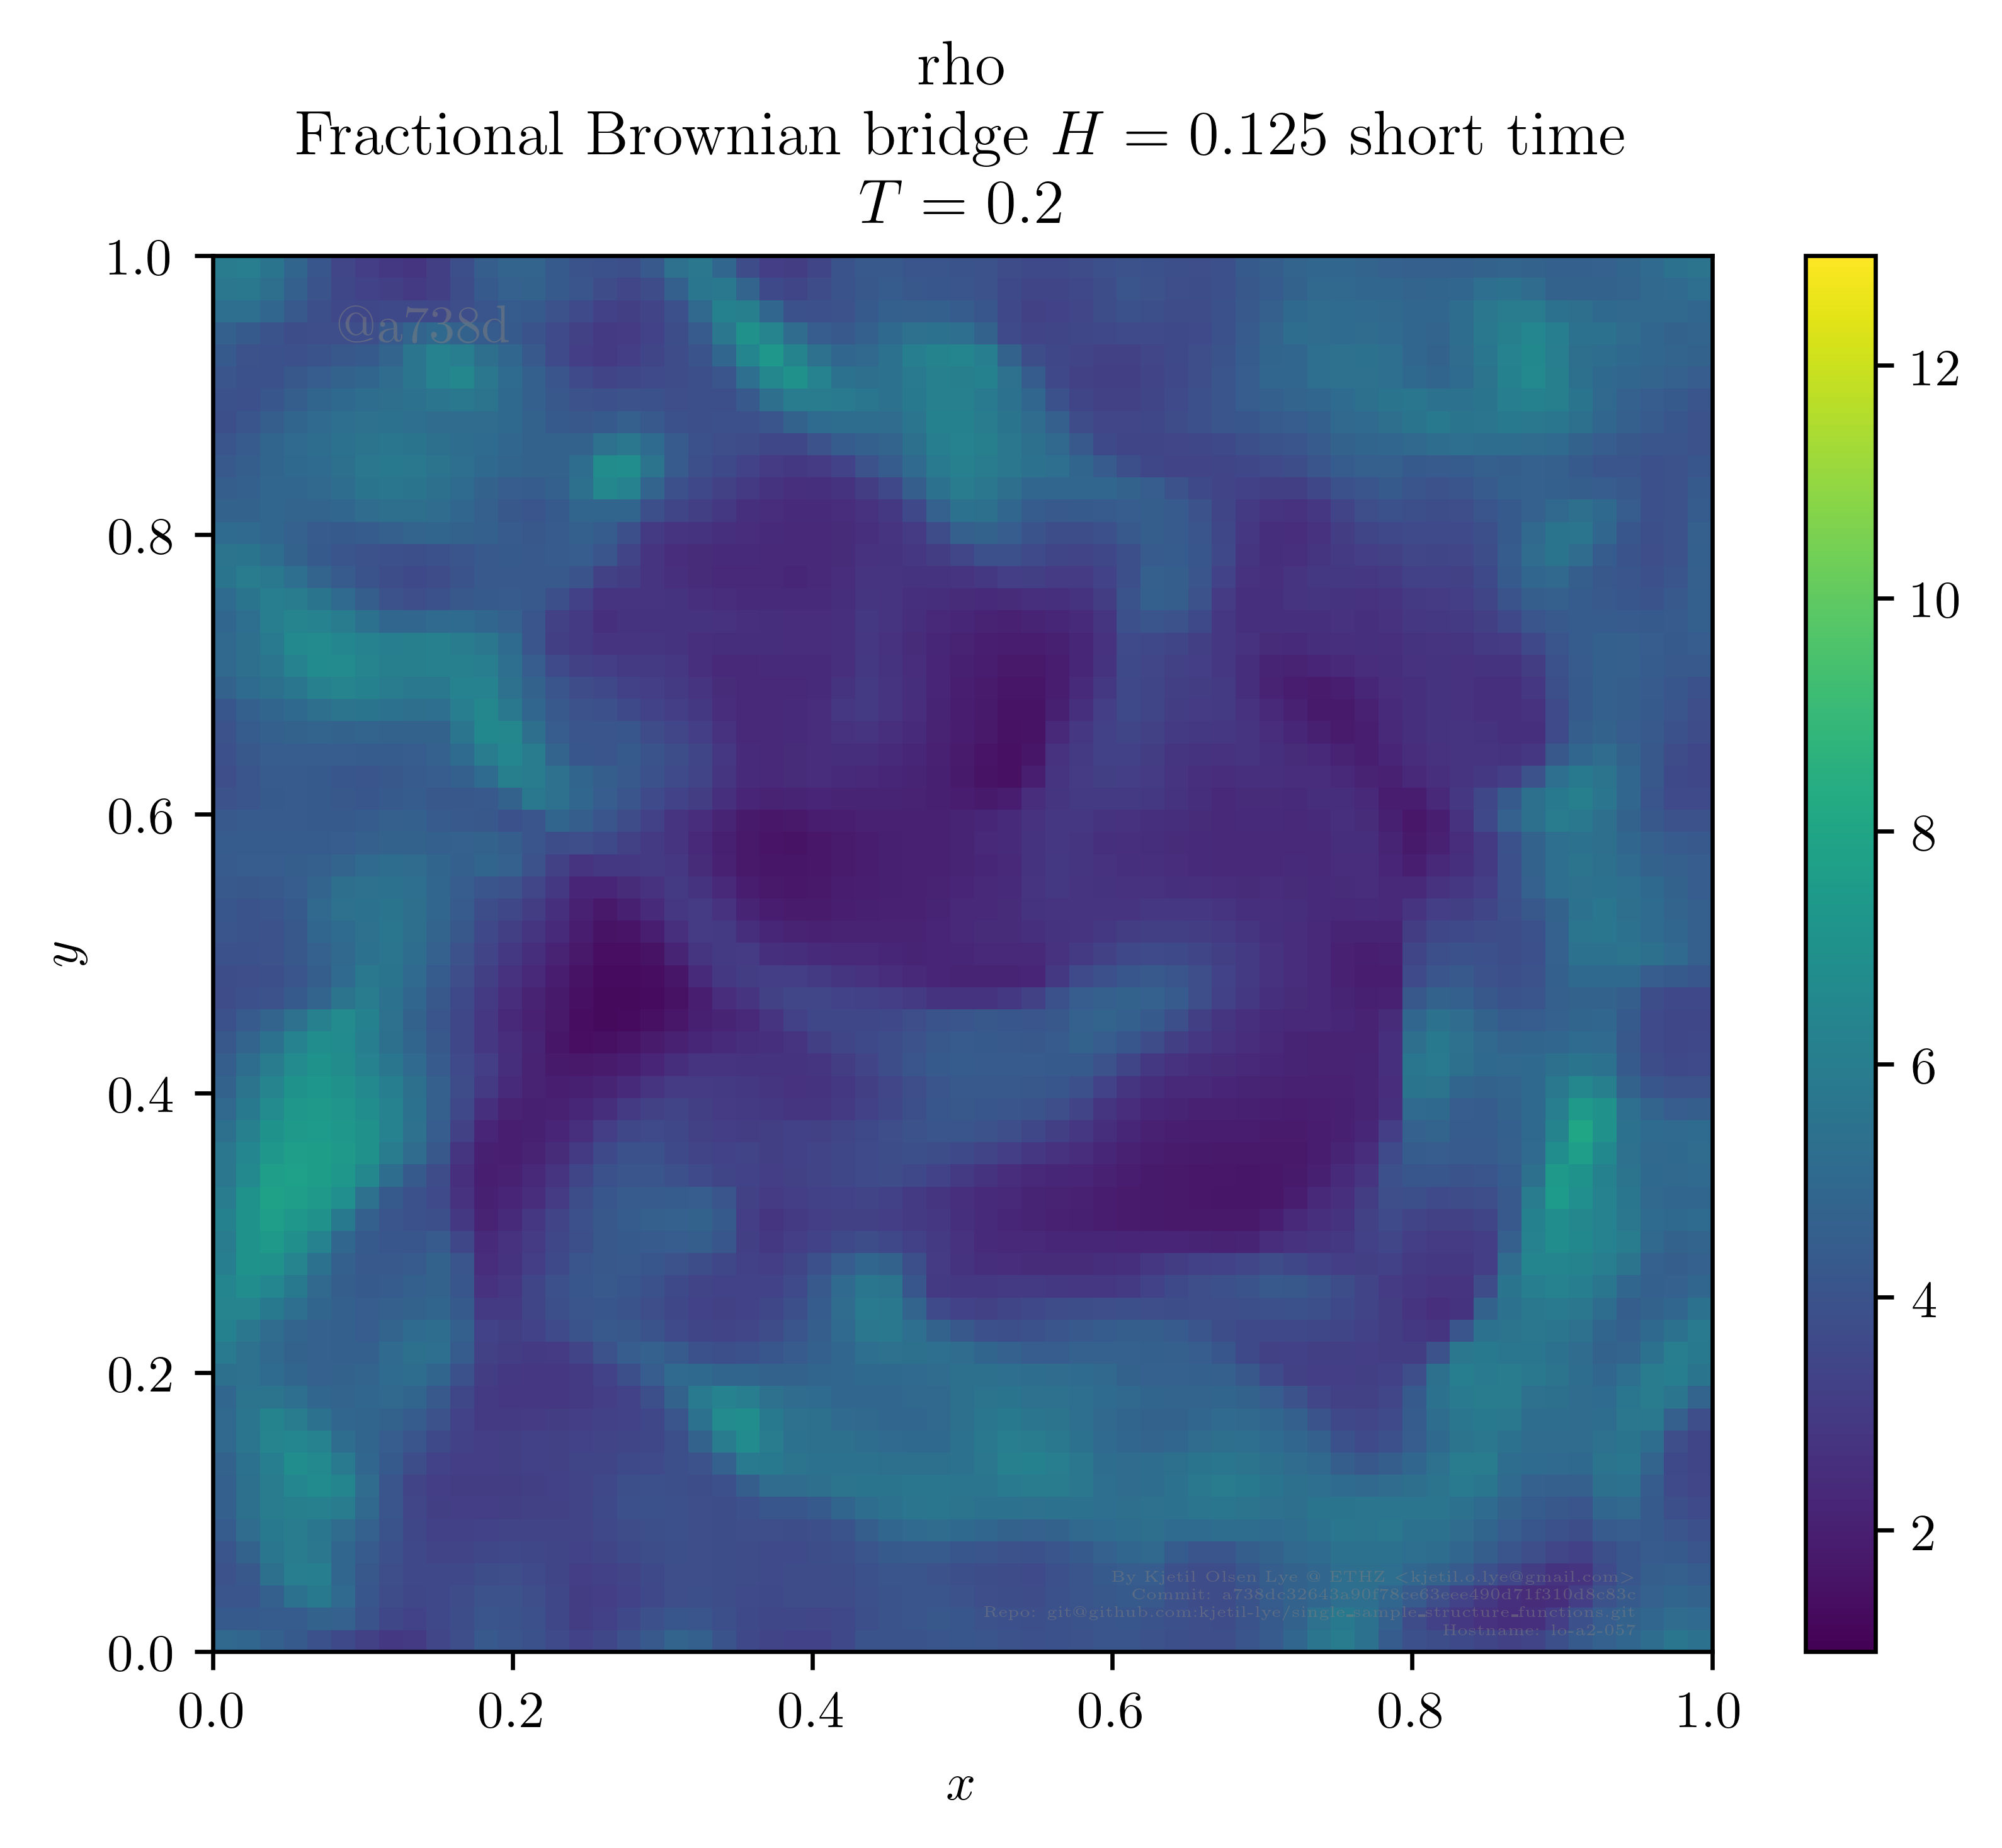 rho
Fractional Brownian bridge H = 0.125 short time
T = 0.2
1.0
@a738d
12
0.8
10
0.6
8
y
6
0.4
4
0.2
2
By Kjetil Olsen Lye @ ETHZ <kjetil.o.lye@gmail.com>
Commit: a738dc32643a90f78ce63eee490d71f310d8c83c
Repo: git@github.com:kjetil-lye/single_sample_structure_functions.git
Hostname: lo-a2-057
0.0
0.0 0.2 0.4 0.6 0.8 1.0
x